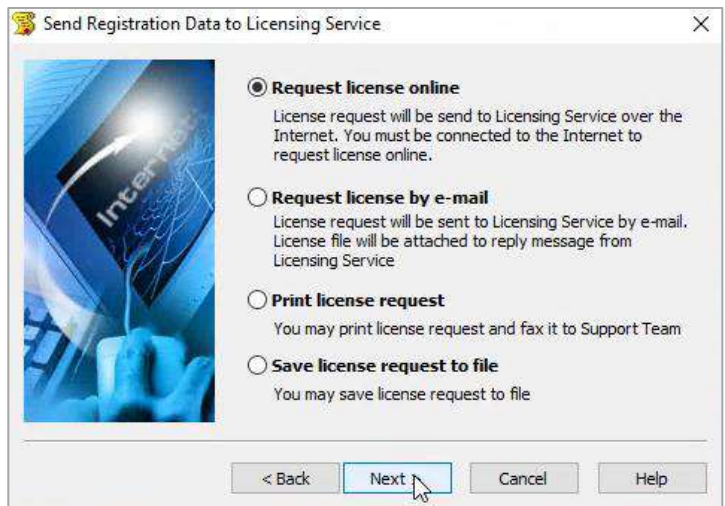 Send Registration Data to Licensing Service
Internet
Request license online
License request will be send to Licensing Service over the
Internet. You must be connected to the Internet to
request license online.
Request license by e-mail
License request will be sent to Licensing Service by e-mail.
License file will be attached to reply message from
Licensing Service
Print license request
You may print license request and fax it to Support Team
Save license request to file
You may save license request to file
< Back
Next >
Cancel
Help